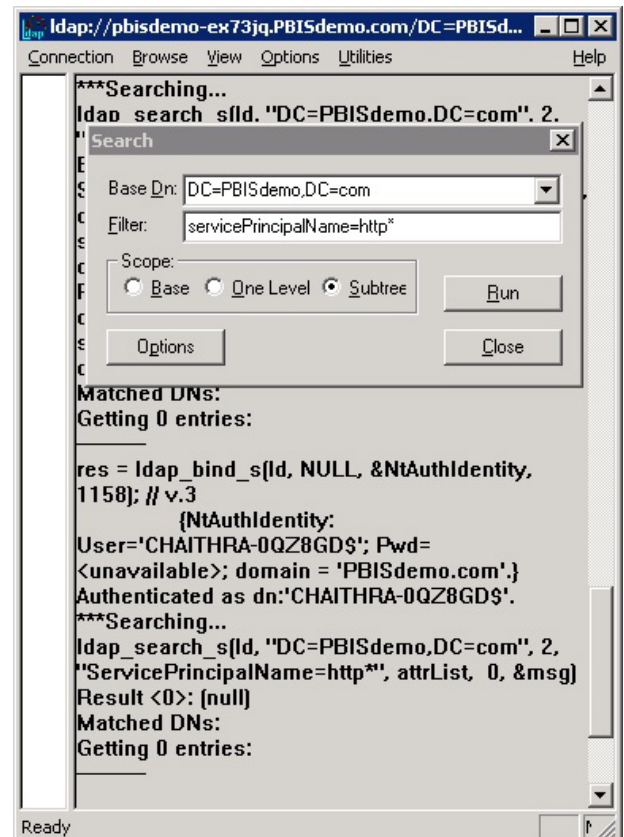 ldap://pbisdemo-ex73jq.PBISdemo.com/DC=PBISd...
Connection Browse View Options Utilities Help
***Searching...
ldap_search_s(ld, "DC=PBISdemo,DC=com", 2,
Search
Base Dn: DC=PBISdemo,DC=com
Filter: servicePrincipalName=http*
Scope:
Base One Level Subtree
Run
Options
Close
Matched DNs:
Getting 0 entries:
res = ldap_bind_s(ld, NULL, &NtAuthIdentity,
1158); // v.3
{NtAuthIdentity:
User='CHAITHRA-0QZ8GD$'; Pwd=
<unavailable>; domain = 'PBISdemo.com'.}
Authenticated as dn:'CHAITHRA-0QZ8GD$'.
***Searching...
ldap_search_s(ld, "DC=PBISdemo,DC=com", 2,
"ServicePrincipalName=http*", attrList, 0, &msg)
Result <0>: (null)
Matched DNs:
Getting 0 entries:
Ready